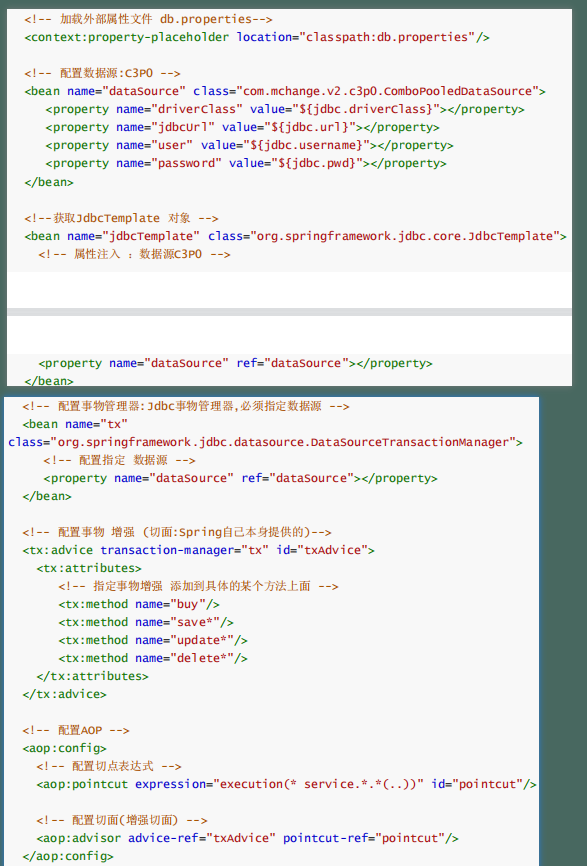 <!-- 加载外部属性文件 db.properties-->
<context:property-placeholder location="classpath:db.properties"/>
<!-- 配置数据源:C3P0 -->
<bean name="dataSource" class="com.mchange.v2.c3p0.ComboPooledDataSource">
<property name="driverClass" value="${jdbc.driverClass}"></property>
<property name="jdbcUrl" value="${jdbc.url}"></property>
<property name="user" value="${jdbc.username}"></property>
<property name="password" value="${jdbc.pwd}"></property>
</bean>
<!--获取JdbcTemplate 对象 -->
<bean name="jdbcTemplate" class="org.springframework.jdbc.core.JdbcTemplate">
<!-- 属性注入 : 数据源C3P0 -->
<property name="dataSource" ref="dataSource"></property>
</bean>
<!-- 配置事物管理器:Jdbc事物管理器,必须指定数据源 -->
<bean name="tx"
class="org.springframework.jdbc.datasource.DataSourceTransactionManager">
<!-- 配置指定 数据源 -->
<property name="dataSource" ref="dataSource"></property>
</bean>
<!-- 配置事物 增强 (切面:Spring自己本身提供的)-->
<tx:advice transaction-manager="tx" id="txAdvice">
<tx:attributes>
<!-- 指定事物增强 添加到具体的某个方法上面 -->
<tx:method name="buy"/>
<tx:method name="save*"/>
<tx:method name="update*"/>
<tx:method name="delete*"/>
</tx:attributes>
</tx:advice>
<!-- 配置AOP -->
<aop:config>
<!-- 配置切点表达式 -->
<aop:pointcut expression="execution(* service.*.*(..))" id="pointcut"/>
<!-- 配置切面(增强切面) -->
<aop:advisor advice-ref="txAdvice" pointcut-ref="pointcut"/>
</aop:config>